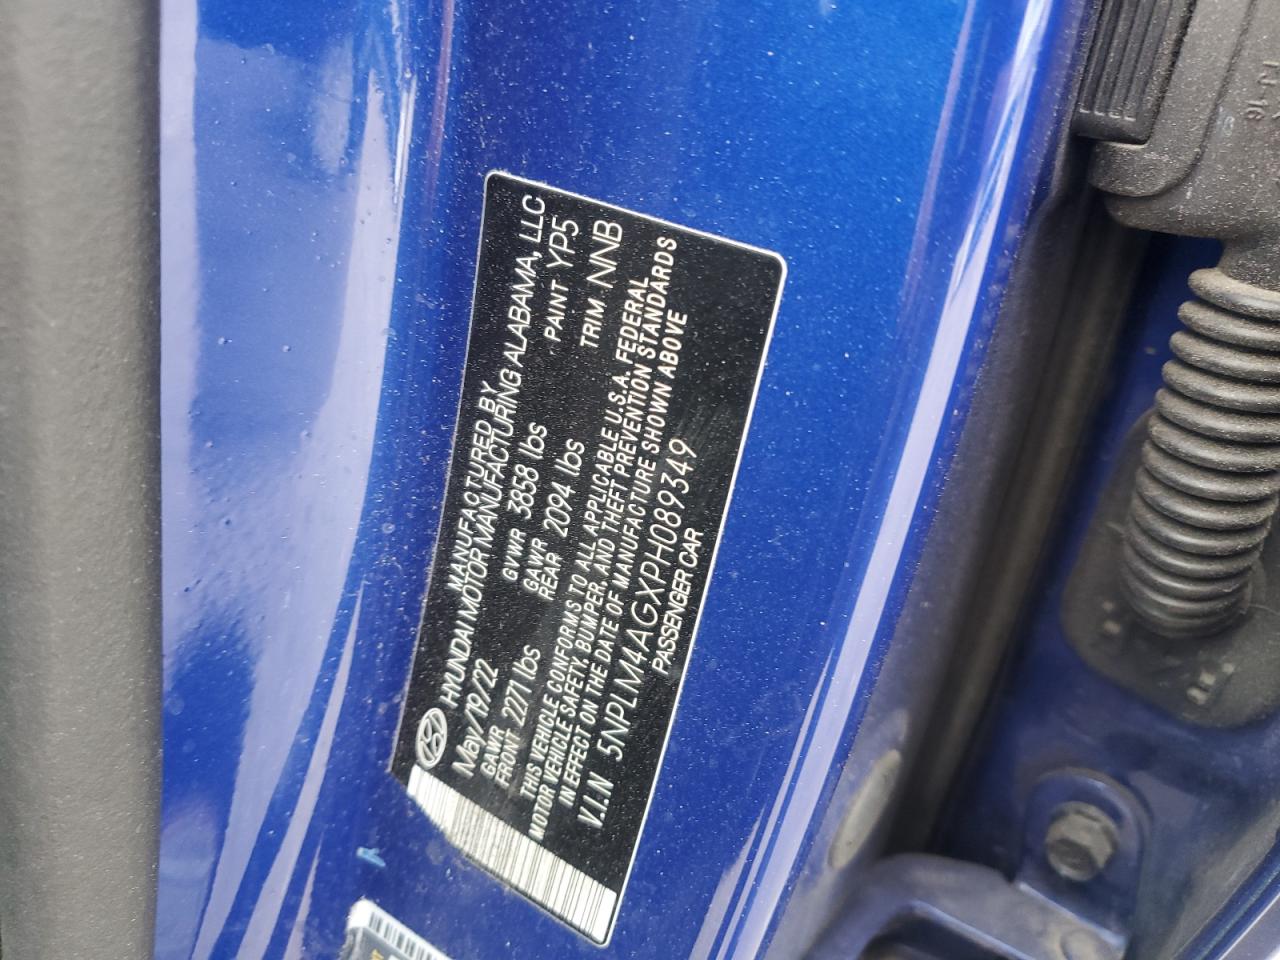 MANUFACTURED BY
HYUNDAI MOTOR MANUFACTURING ALABAMA, LLC
May/19/22 GVWR 3858 lbs PAINT YP5
GAWR FRONT 2271 lbs GAWR REAR 2094 lbs TRIM NNB
THIS VEHICLE CONFORMS TO ALL APPLICABLE U.S.A. FEDERAL
MOTOR VEHICLE SAFETY, BUMPER, AND THEFT PREVENTION STANDARDS
IN EFFECT ON THE DATE OF MANUFACTURE SHOWN ABOVE
V.I.N 5NPLM4AGXPH089349
PASSENGER CAR